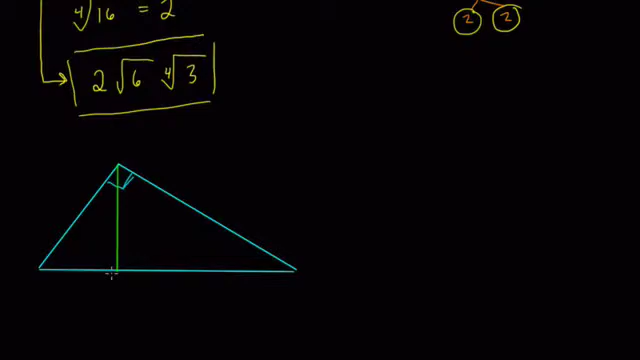 ∜16 = 2
2 2
2√6 ∜3